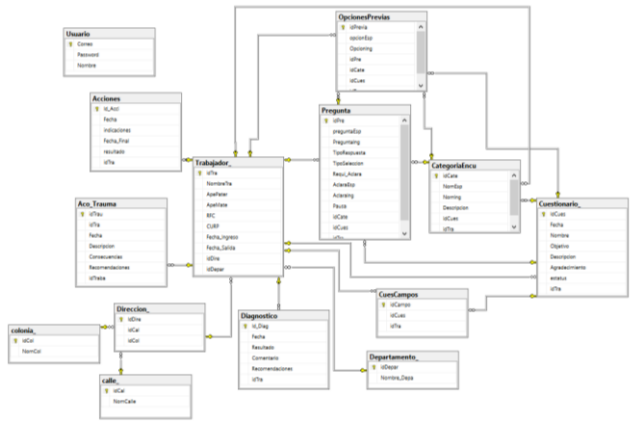 Usuario
Correo
Password
Nombre
Acciones
Id_Acci
Fecha
Indicaciones
Fecha_Final
resultado
IdTra
Aco_Trauma
IdTrau
IdTra
Fecha
Descripcion
Consecuencias
Recomendaciones
Trabajador_
IdTra
NombreTra
ApePater
ApeMate
RFC
CURP
Fecha_Ingreso
Fecha_Salida
IdDire
IdDepar
Direccion_
IdDire
IdCal
IdCol
colonia_
IdCol
NomCol
calle_
IdCal
NomCalle
Diagnostico
Id_Diag
Fecha
Resultado
Comentario
Recomendaciones
IdTra
OpcionesPrevias
IdPrevia
opcionEsp
OpcionIng
IdPre
IdCate
IdCues
Pregunta
IdPre
preguntaEsp
PreguntaIng
TipoRespuesta
TipoSeleccion
Requi_Aclara
AclaraEsp
AclaraIng
Pausa
IdCate
IdCues
CategoriaEncu
IdCate
NomEsp
NomIng
Descripcion
IdCues
IdTra
Cuestionario_
IdCues
Fecha
Nombre
Objetivo
Descripcion
Agradecimiento
estatus
IdTra
CuesCampos
IdCampo
IdCues
IdTra
Departamento_
IdDepar
Nombre_Depa